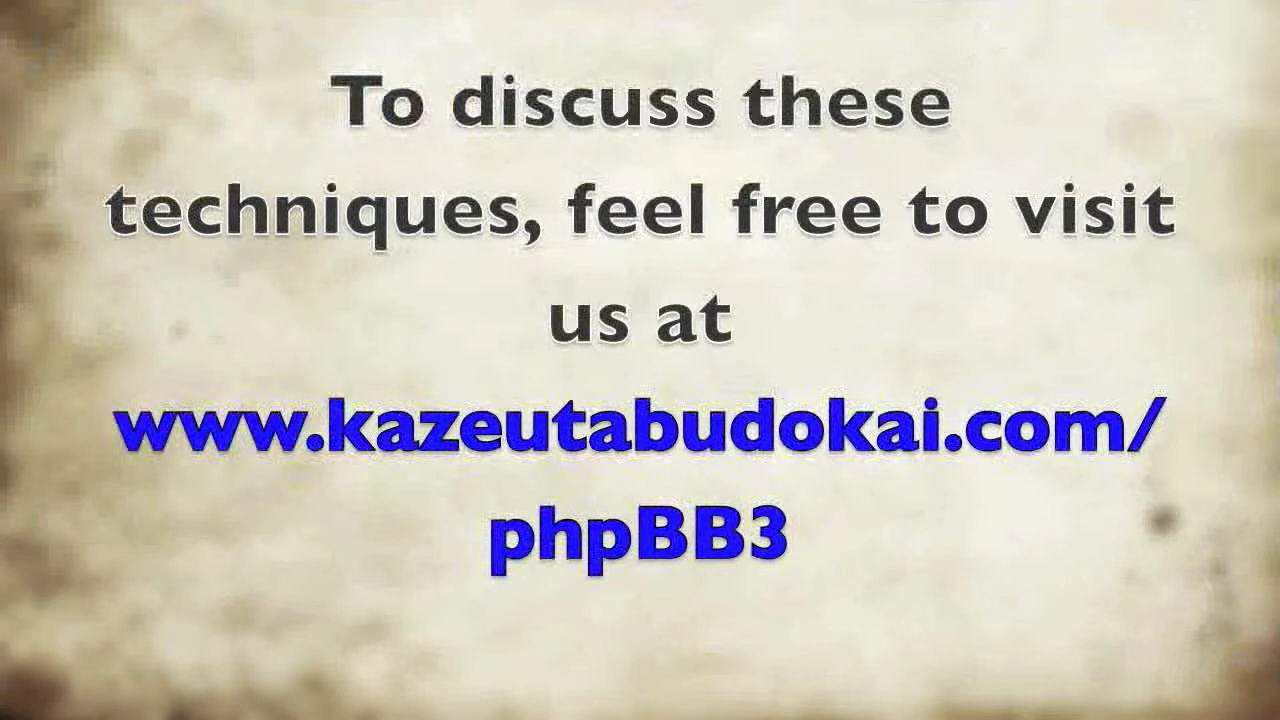 To discuss these
techniques, feel free to visit
us at
www.kazeutabudokai.com/
phpBB3